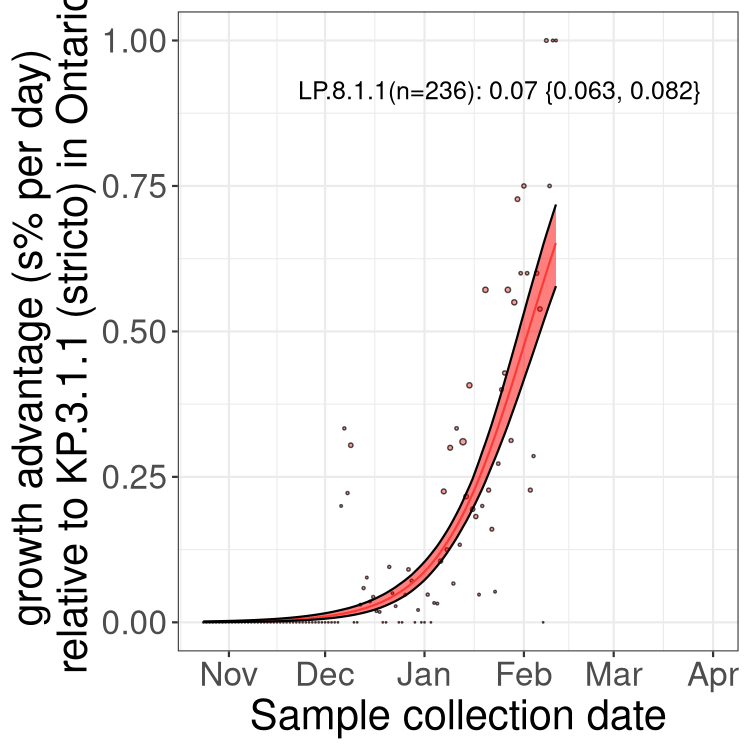 growth advantage (s% per day)
relative to KP.3.1.1 (stricto) in Ontario
1.00
0.75
0.50
0.25
0.00
LP.8.1.1(n=236): 0.07 {0.063, 0.082}
Nov Dec Jan Feb Mar Apr
Sample collection date